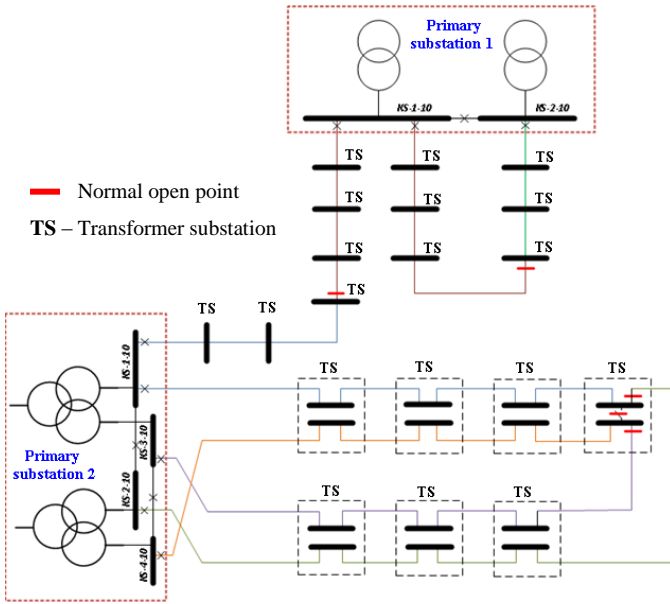 Primary
substation 1
KS-1-10
KS-2-10
TS
TS
TS
TS
TS
TS
TS
TS
TS
Normal open point
TS – Transformer substation
TS
TS
TS
KS-1-10
KS-3-10
KS-2-10
KS-4-10
Primary
substation 2
TS
TS
TS
TS
TS
TS
TS